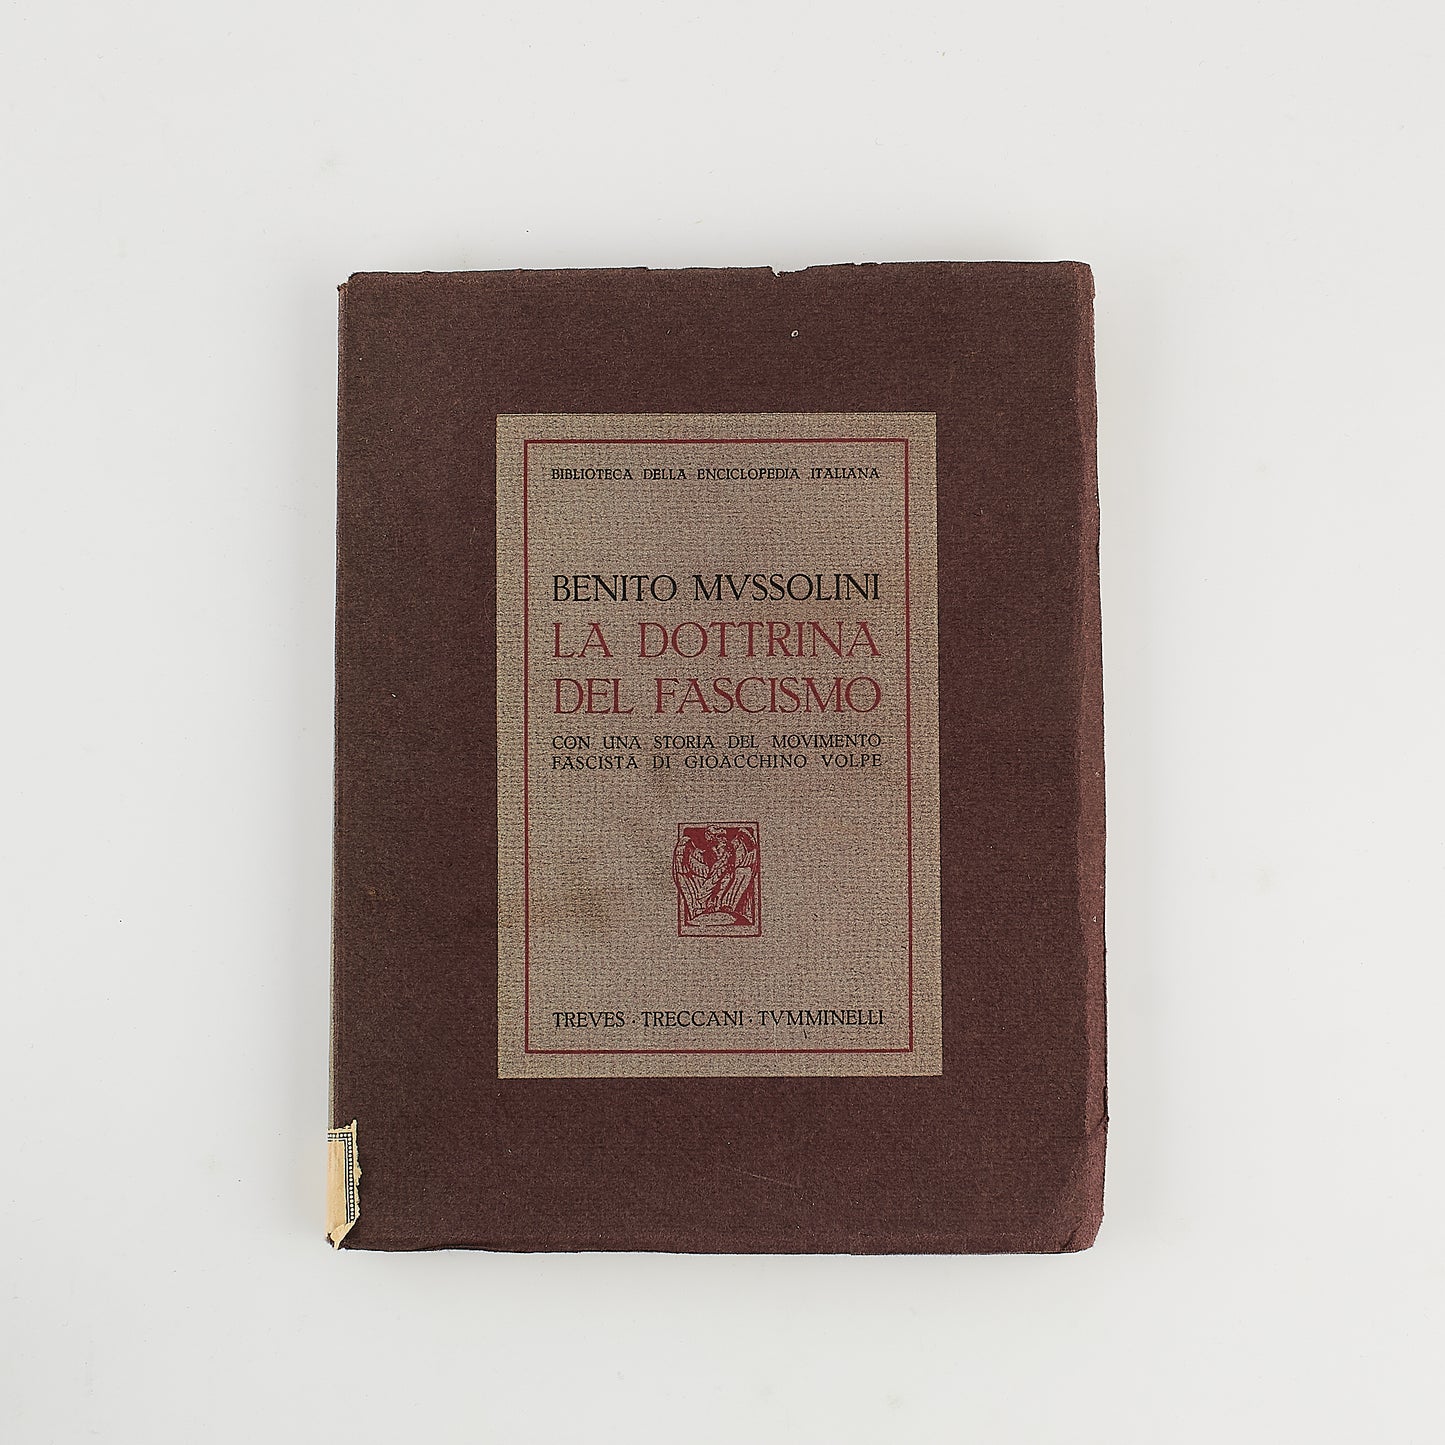 BIBLIOTECA DELLA ENCICLOPEDIA ITALIANA
BENITO MVSSOLINI
LA DOTTRINA
DEL FASCISMO
CON UNA STORIA DEL MOVIMENTO
FASCISTA DI GIOACCHINO VOLPE
TREVES · TRECCANI · TVMMINELLI